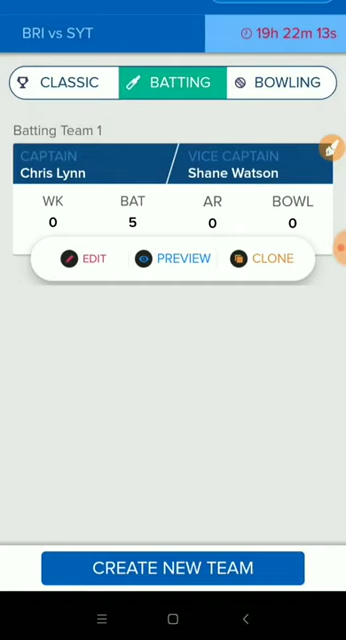 BRI vs SYT 19h 22m 13s
CLASSIC BATTING BOWLING
Batting Team 1
CAPTAIN VICE CAPTAIN
Chris Lynn Shane Watson
WK BAT AR BOWL
0 5 0 0
EDIT PREVIEW CLONE
CREATE NEW TEAM